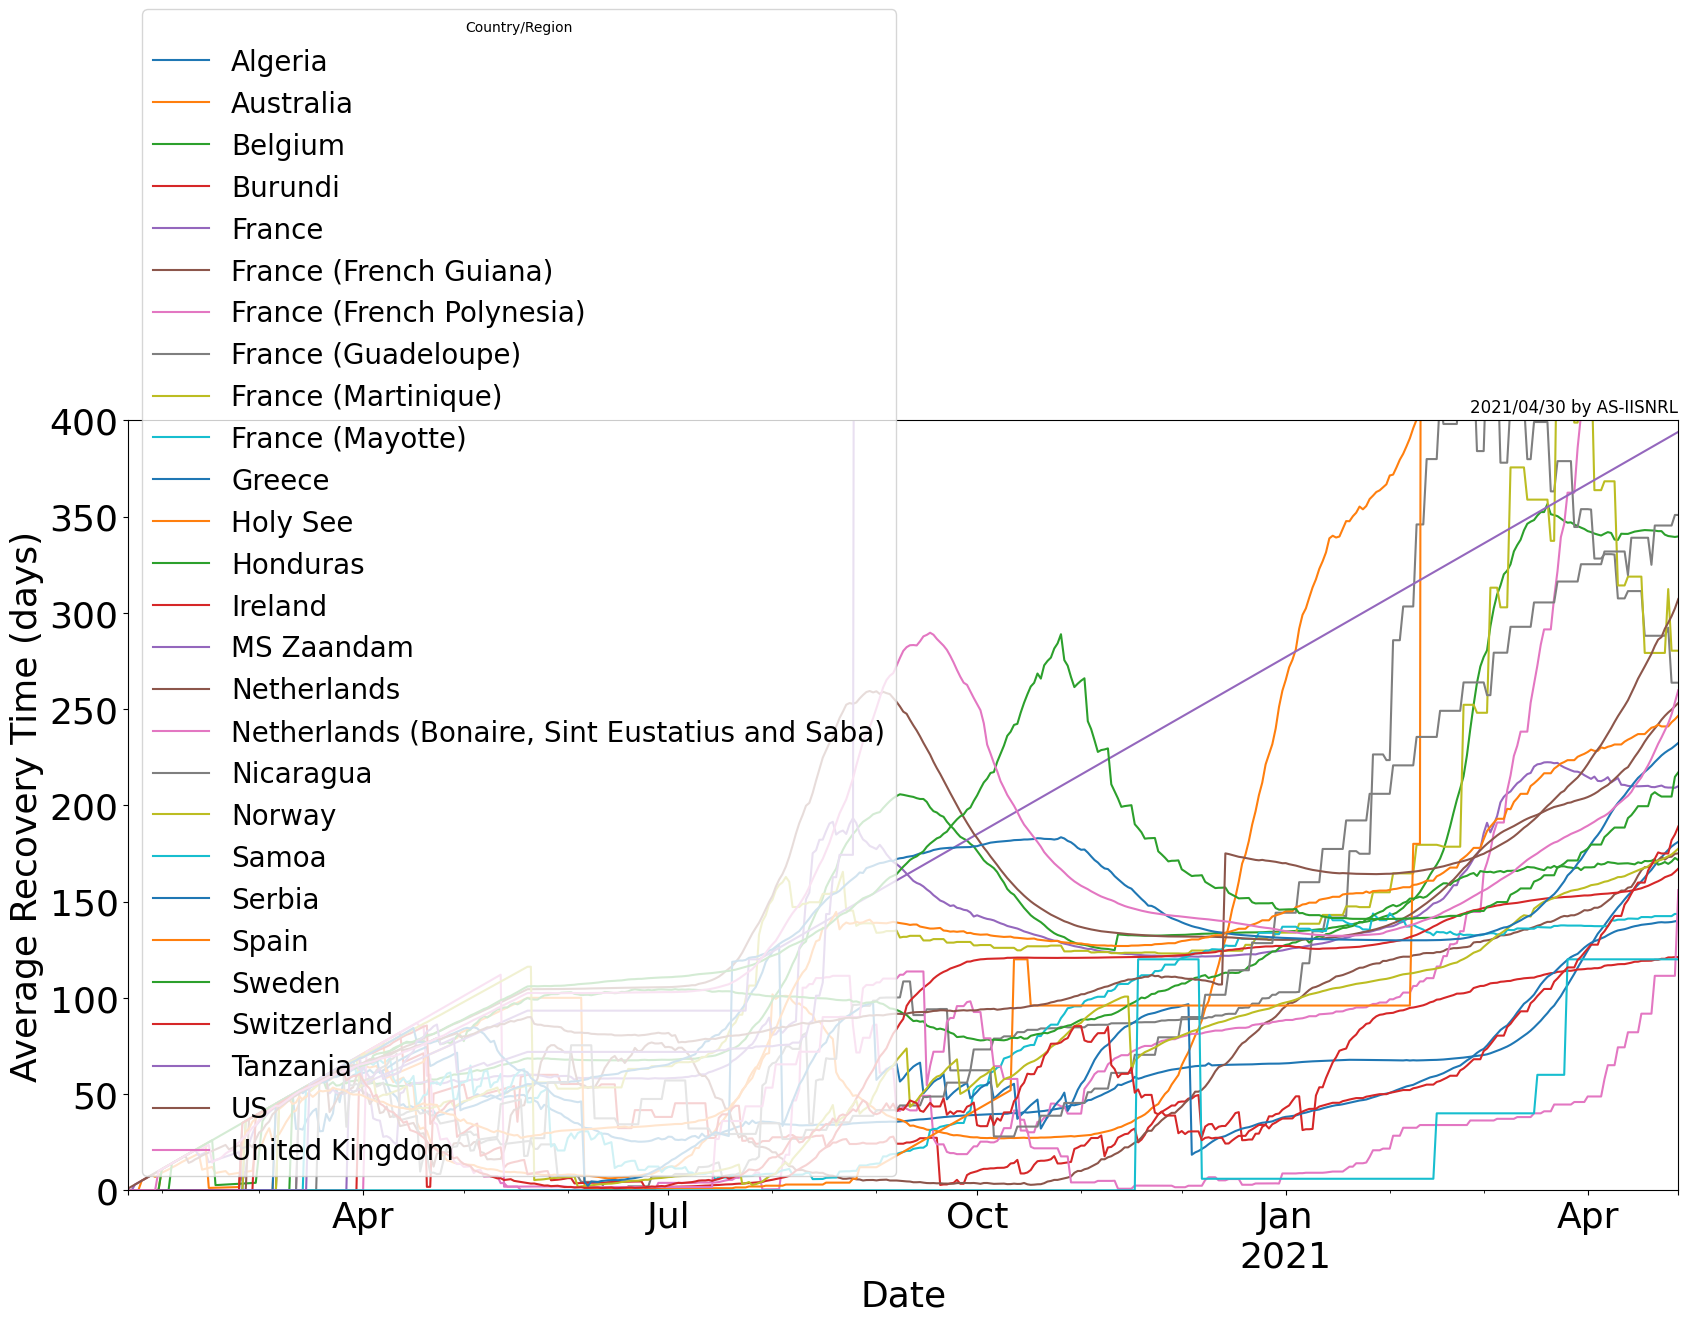 Country/Region
Algeria
Australia
Belgium
Burundi
France
France (French Guiana)
France (French Polynesia)
France (Guadeloupe)
France (Martinique)
France (Mayotte)
Greece
Holy See
Honduras
Ireland
MS Zaandam
Netherlands
Netherlands (Bonaire, Sint Eustatius and Saba)
Nicaragua
Norway
Samoa
Serbia
Spain
Sweden
Switzerland
Tanzania
US
United Kingdom
2021/04/30 by AS-IISNRL
400
350
300
250
200
150
100
50
0
Average Recovery Time (days)
Apr
Jul
Oct
Jan
2021
Apr
Date